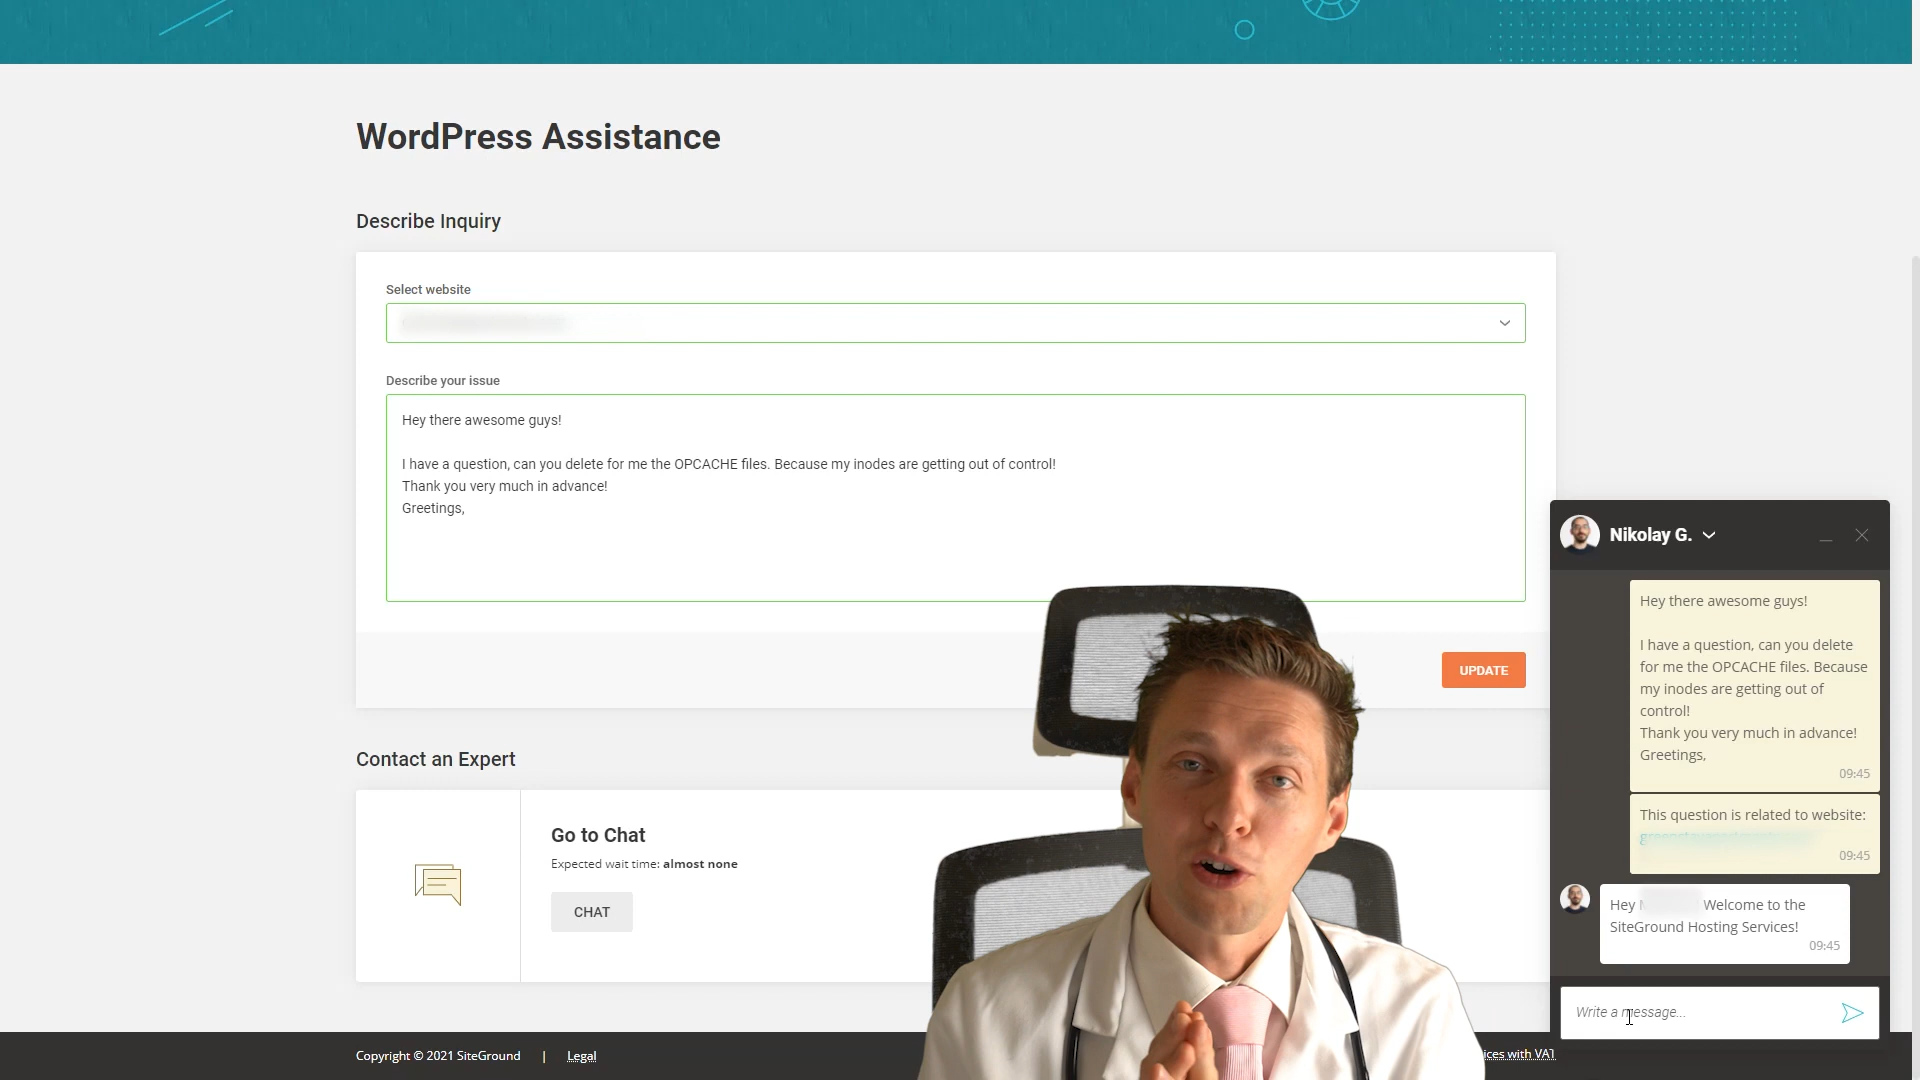 WordPress Assistance
Describe Inquiry
Select website
Describe your issue
Hey there awesome guys!
I have a question, can you delete for me the OPCACHE files. Because my inodes are getting out of control!
Thank you very much in advance!
Greetings,
UPDATE
Contact an Expert
Go to Chat
Expected wait time: almost none
CHAT
Nikolay G.
Hey there awesome guys!
I have a question, can you delete
for me the OPCACHE files. Because
my inodes are getting out of
control!
Thank you very much in advance!
Greetings,
09:45
This question is related to website:
09:45
Hey
Welcome to the
SiteGround Hosting Services!
09:45
Write a message...
Copyright © 2021 SiteGround | Legal
with VAT